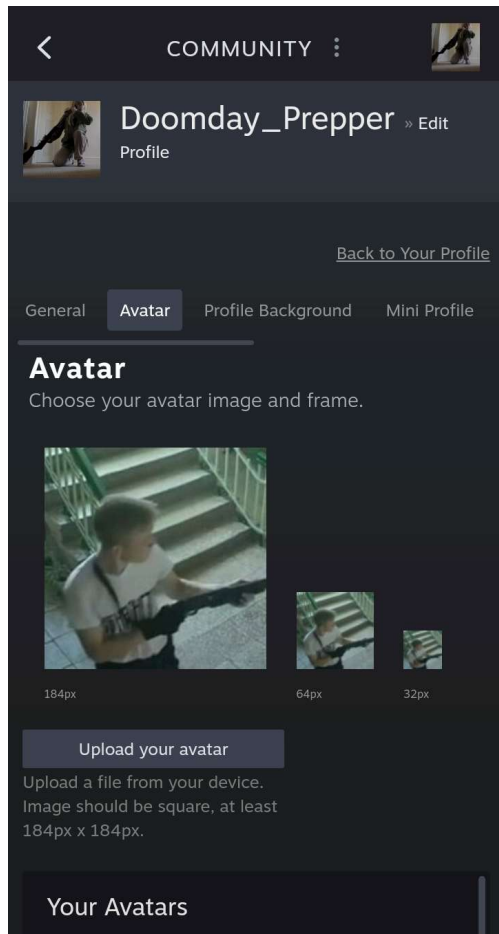 COMMUNITY
Doomday_Prepper » Edit
Profile
Back to Your Profile
General Avatar Profile Background Mini Profile
Avatar
Choose your avatar image and frame.
184px 64px 32px
Upload your avatar
Upload a file from your device.
Image should be square, at least
184px x 184px.
Your Avatars